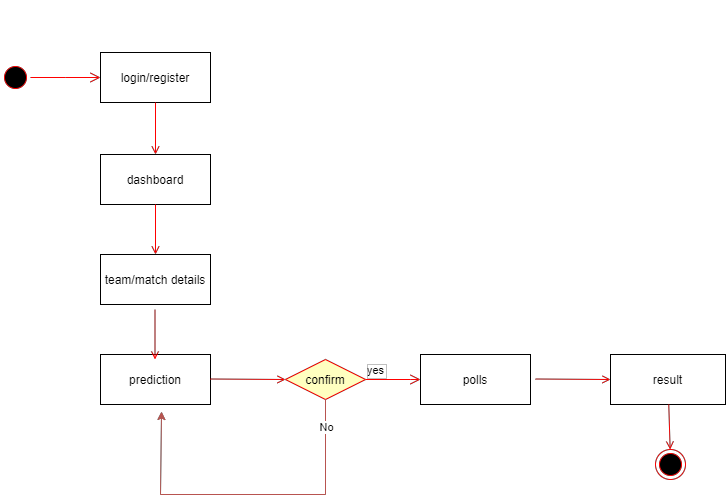 login/register
dashboard
team/match details
prediction
confirm
yes
polls
result
No